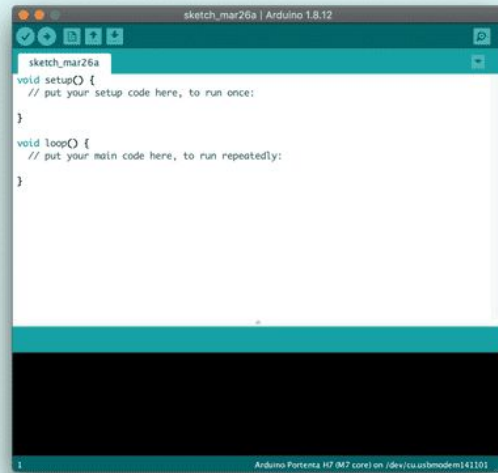 sketch_mar26a | Arduino 1.8.12
sketch_mar26a
void setup() {
// put your setup code here, to run once:
}
void loop() {
// put your main code here, to run repeatedly:
}
1 Arduino Portenta H7 (M7 core) on /dev/cu.usbmodem141101